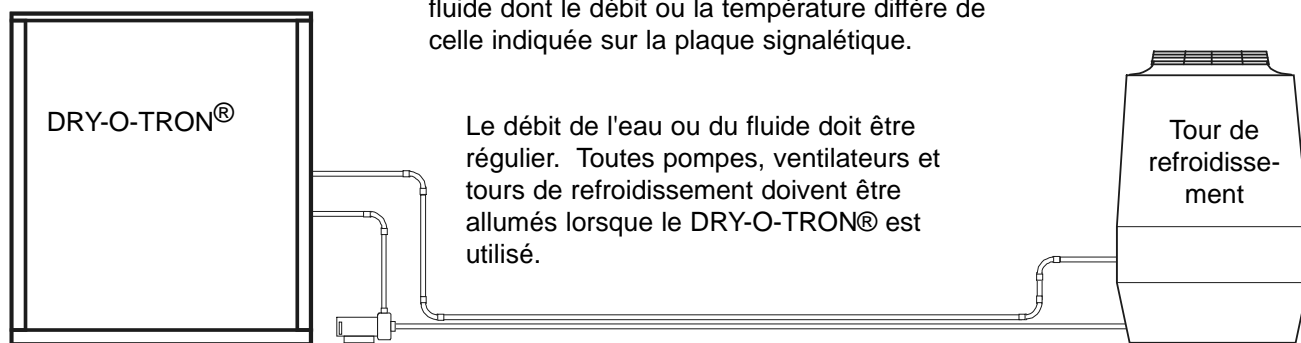 fluide dont le débit ou la température diffère de
celle indiquée sur la plaque signalétique.
DRY-O-TRON®
Le débit de l'eau ou du fluide doit être
régulier.  Toutes pompes, ventilateurs et
tours de refroidissement doivent être
allumés lorsque le DRY-O-TRON® est
utilisé.
Tour de
refroidisse-
ment